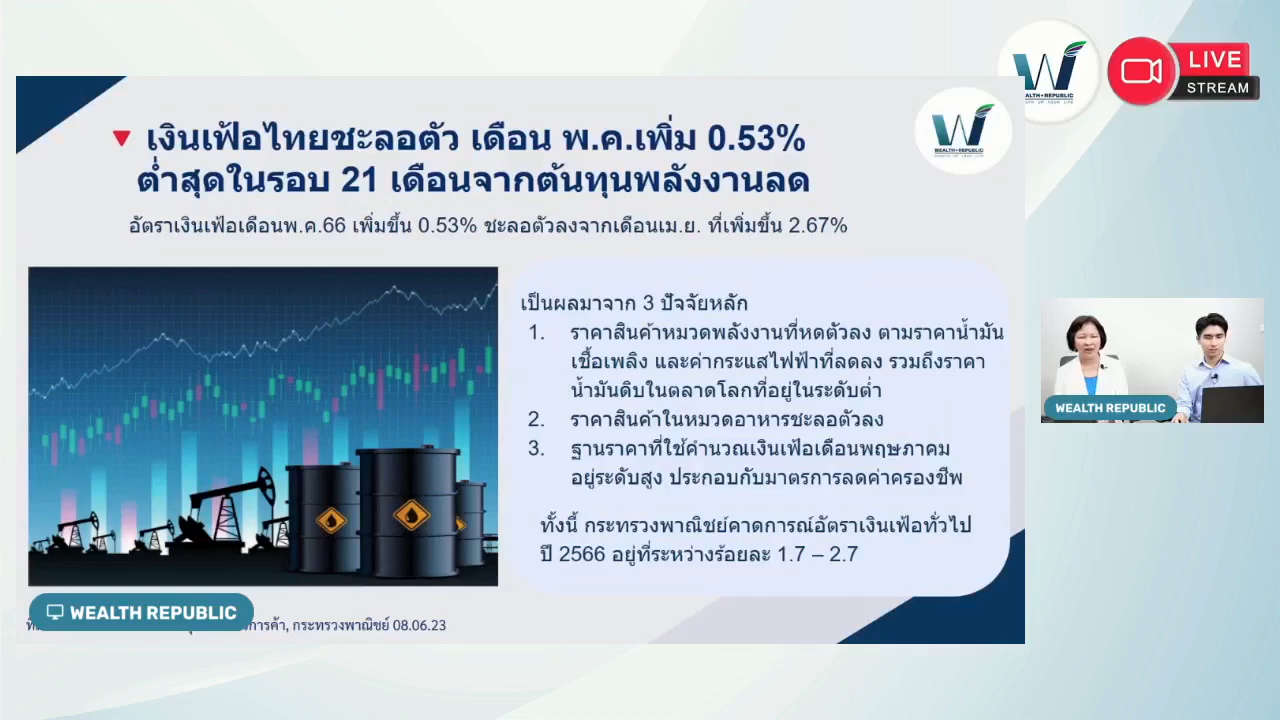 LIVE
STREAM
WEALTH•REPUBLIC
เงินเฟ้อไทยชะลอตัว เดือน พ.ค.เพิ่ม 0.53%
ต่ำสุดในรอบ 21 เดือนจากต้นทุนพลังงานลด
อัตราเงินเฟ้อเดือนพ.ค.66 เพิ่มขึ้น 0.53% ชะลอตัวลงจากเดือนเม.ย. ที่เพิ่มขึ้น 2.67%
เป็นผลมาจาก 3 ปัจจัยหลัก
1. ราคาสินค้าหมวดพลังงานที่หดตัวลง ตามราคาน้ำมัน
เชื้อเพลิง และค่ากระแสไฟฟ้าที่ลดลง รวมถึงราคา
น้ำมันดิบในตลาดโลกที่อยู่ในระดับต่ำ
2. ราคาสินค้าในหมวดอาหารชะลอตัวลง
3. ฐานราคาที่ใช้คำนวณเงินเฟ้อเดือนพฤษภาคม
อยู่ระดับสูง ประกอบกับมาตรการลดค่าครองชีพ
ทั้งนี้ กระทรวงพาณิชย์คาดการณ์อัตราเงินเฟ้อทั่วไป
ปี 2566 อยู่ที่ระหว่างร้อยละ 1.7 – 2.7
WEALTH REPUBLIC
WEALTH REPUBLIC
การค้า, กระทรวงพาณิชย์ 08.06.23